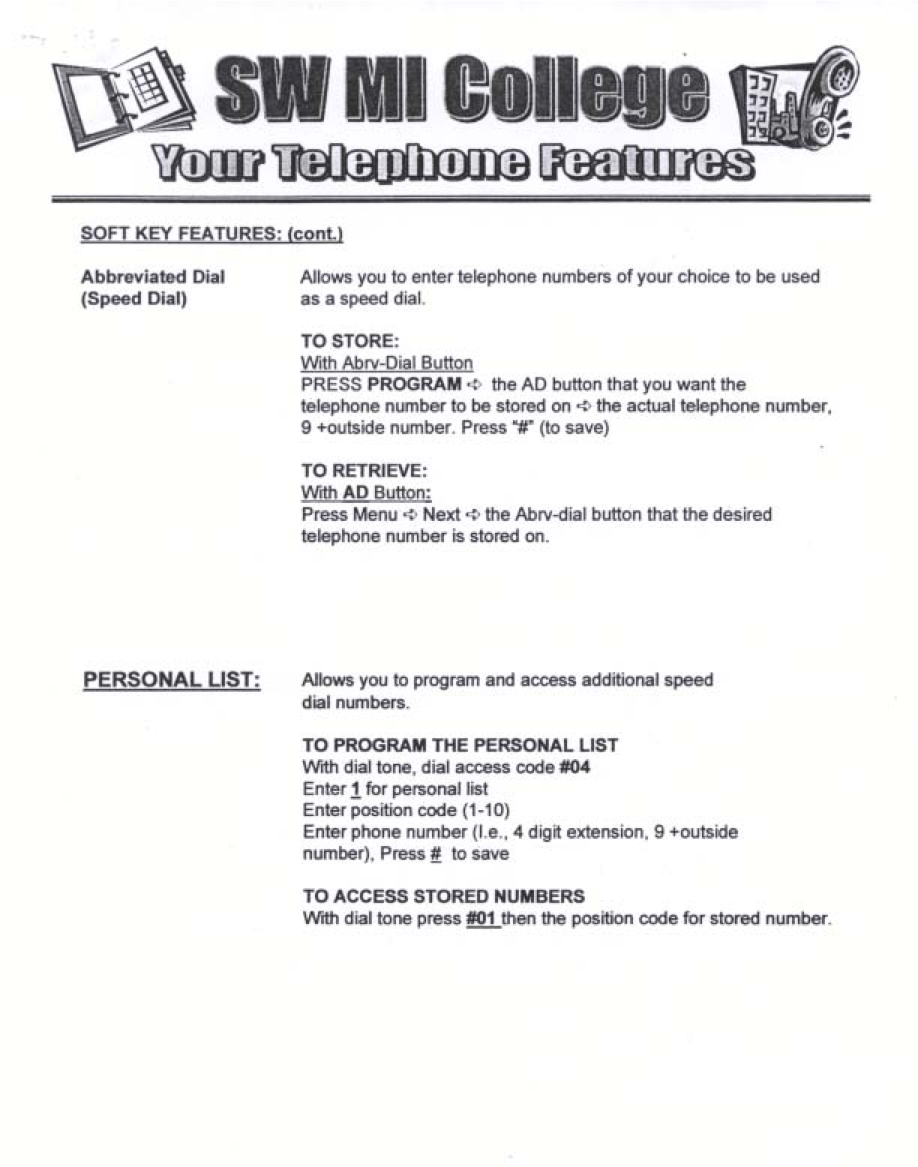 SW MI College
Your Telephone Features
SOFT KEY FEATURES: (cont.)
Abbreviated Dial
(Speed Dial)
Allows you to enter telephone numbers of your choice to be used
as a speed dial.
TO STORE:
With Abrv-Dial Button
PRESS PROGRAM ➪ the AD button that you want the
telephone number to be stored on ➪ the actual telephone number,
9 +outside number. Press "#" (to save)
TO RETRIEVE:
With AD Button:
Press Menu ➪ Next ➪ the Abrv-dial button that the desired
telephone number is stored on.
PERSONAL LIST:
Allows you to program and access additional speed
dial numbers.
TO PROGRAM THE PERSONAL LIST
With dial tone, dial access code #04
Enter 1 for personal list
Enter position code (1-10)
Enter phone number (I.e., 4 digit extension, 9 +outside
number), Press # to save
TO ACCESS STORED NUMBERS
With dial tone press #01 then the position code for stored number.